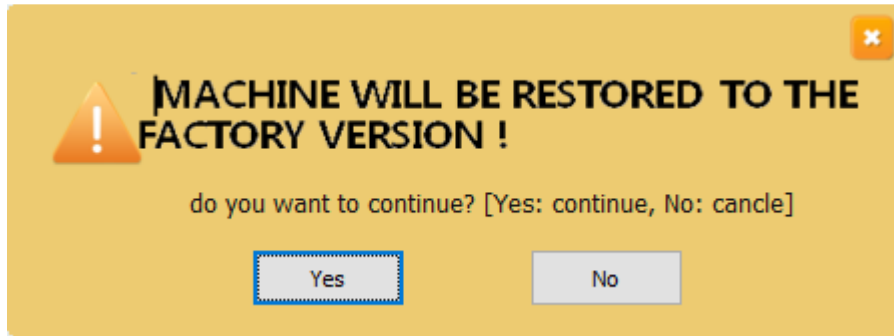 MACHINE WILL BE RESTORED TO THE
FACTORY VERSION !
do you want to continue? [Yes: continue, No: cancle]
Yes
No